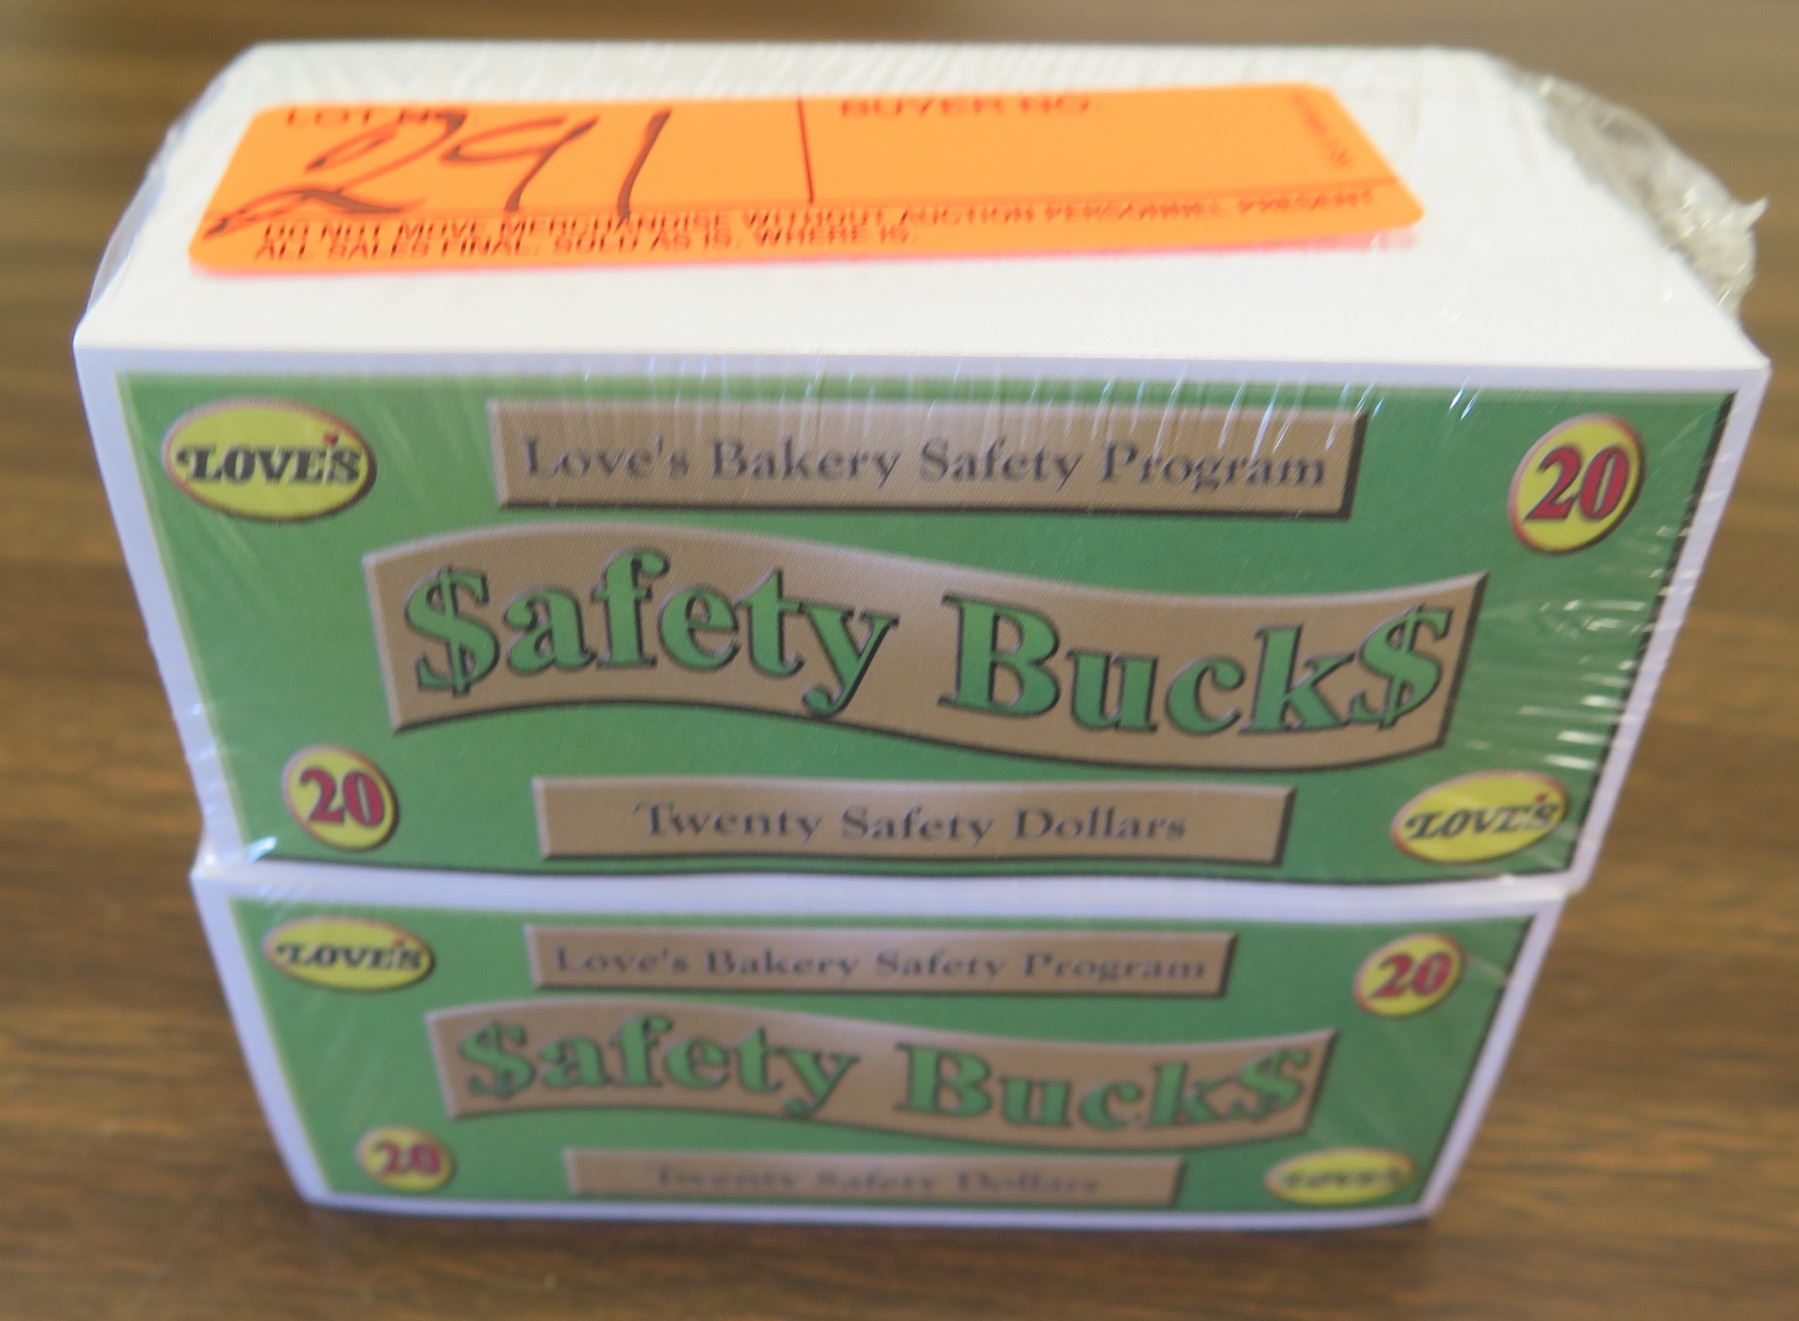 LOT NO. BUYER NO.
291
DO NOT MOVE MERCHANDISE WITHOUT AUCTION PERSONNEL PRESENT
ALL SALES FINAL. SOLD AS IS. WHERE IS.
LOVE'S Love's Bakery Safety Program 20
$afety Buck$
20 Twenty Safety Dollars LOVE'S
LOVE'S Love's Bakery Safety Program 20
$afety Buck$
20 Twenty Safety Dollars LOVE'S